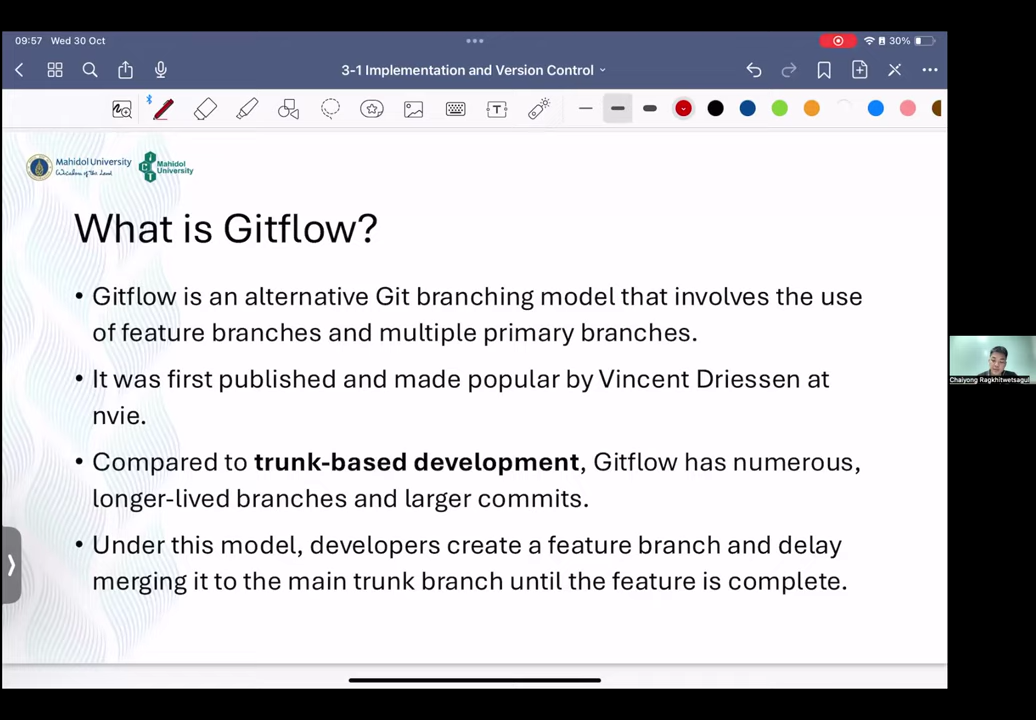 09:57 Wed 30 Oct
30%
3-1 Implementation and Version Control
Mahidol University
Wisdom of the Land
ICT
Mahidol
University
What is Gitflow?
• Gitflow is an alternative Git branching model that involves the use
of feature branches and multiple primary branches.
• It was first published and made popular by Vincent Driessen at
nvie.
• Compared to trunk-based development, Gitflow has numerous,
longer-lived branches and larger commits.
• Under this model, developers create a feature branch and delay
merging it to the main trunk branch until the feature is complete.
Chaiyong Ragkhitwetsagul